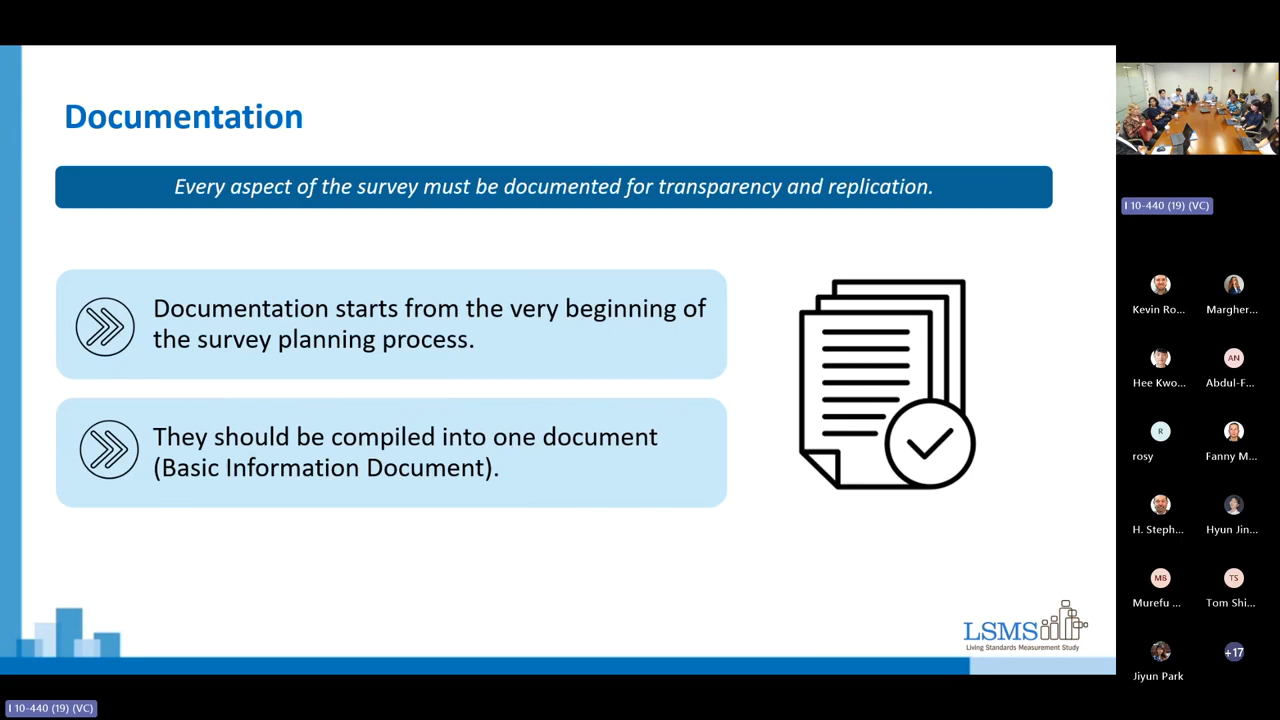 Documentation
Every aspect of the survey must be documented for transparency and replication.
Documentation starts from the very beginning of
the survey planning process.
They should be compiled into one document
(Basic Information Document).
LSMS
Living Standards Measurement Study
I 10-440 (19) (VC)
Kevin Ro...
Margher...
AN
Hee Kwo...
Abdul-F...
R
rosy
Fanny M...
H. Steph...
Hyun Jin...
MB
TS
Murefu ...
Tom Shi...
+17
Jiyun Park
I 10-440 (19) (VC)